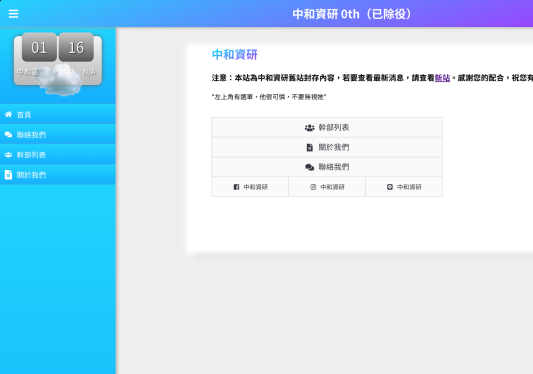 中和資研 0th（已除役）
01 16
中和區
N/A
首頁
聯絡我們
幹部列表
關於我們
中和資研
注意：本站為中和資研舊站封存內容，若要查看最新消息，請查看新站。感謝您的配合，祝您有
"左上角有選單，他很可憐，不要無視她"
幹部列表
關於我們
聯絡我們
中和資研 中和資研 中和資研